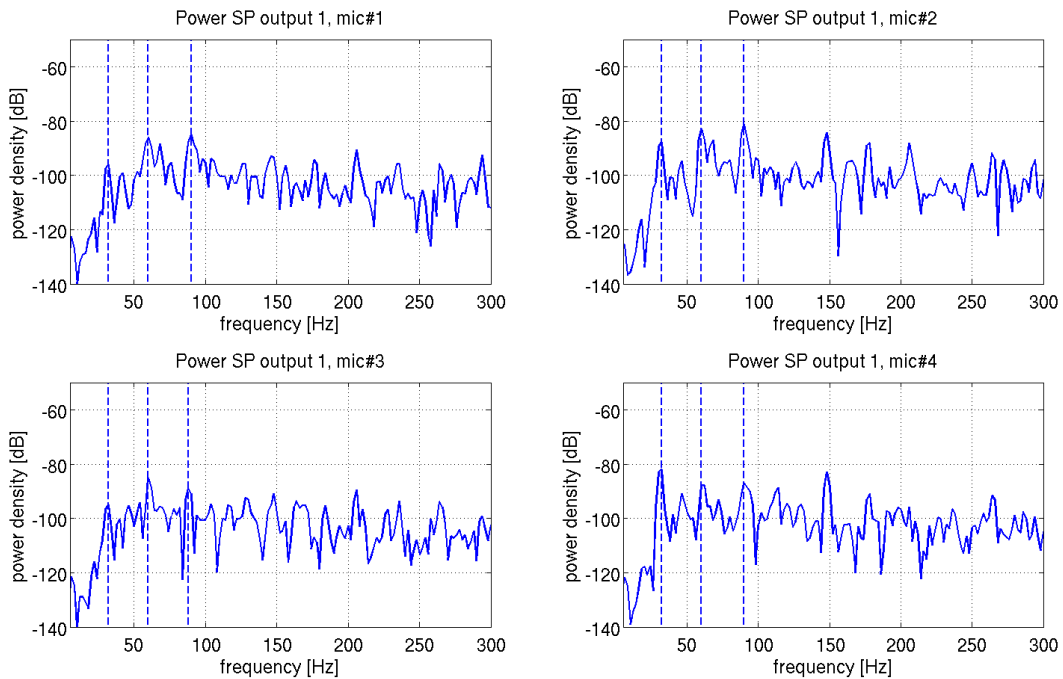 Power SP output 1, mic#1
power density [dB]
-60
-80
-100
-120
-140
50 100 150 200 250 300
frequency [Hz]
Power SP output 1, mic#2
power density [dB]
-60
-80
-100
-120
-140
50 100 150 200 250 300
frequency [Hz]
Power SP output 1, mic#3
power density [dB]
-60
-80
-100
-120
-140
50 100 150 200 250 300
frequency [Hz]
Power SP output 1, mic#4
power density [dB]
-60
-80
-100
-120
-140
50 100 150 200 250 300
frequency [Hz]